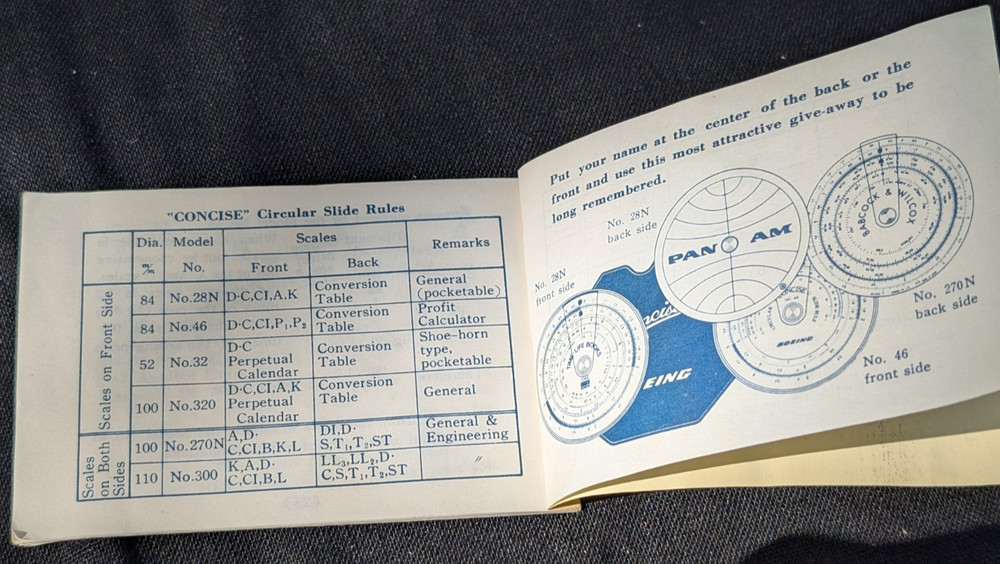 "CONCISE" Circular Slide Rules
Dia. m/m Model No. Scales Remarks
Front Back
Scales on Front Side
84 No.28N D·C,CI,A,K Conversion Table General (pocketable)
84 No.46 D·C,CI,P₁,P₂ Conversion Table Profit Calculator
52 No.32 D·C Perpetual Calendar Conversion Table Shoe-horn type, pocketable
100 No.320 D·C,CI,A,K Perpetual Calendar Conversion Table General
Scales on Both Sides
100 No.270N A,D·C,CI,B,K,L DI,D·S,T₁,T₂,ST General & Engineering
110 No.300 K,A,D·C,CI,B,L LL₃,LL₂,D·C,S,T₁,T₂,ST 〃
Put your name at the center of the back or the
front and use this most attractive give-away to be
long remembered.
No. 28N
back side
PAN AM
BABCOCK & WILCOX
No. 270N
back side
No. 28N
front side
TIME LIFE BOOKS
BOEING
EING
No. 46
front side